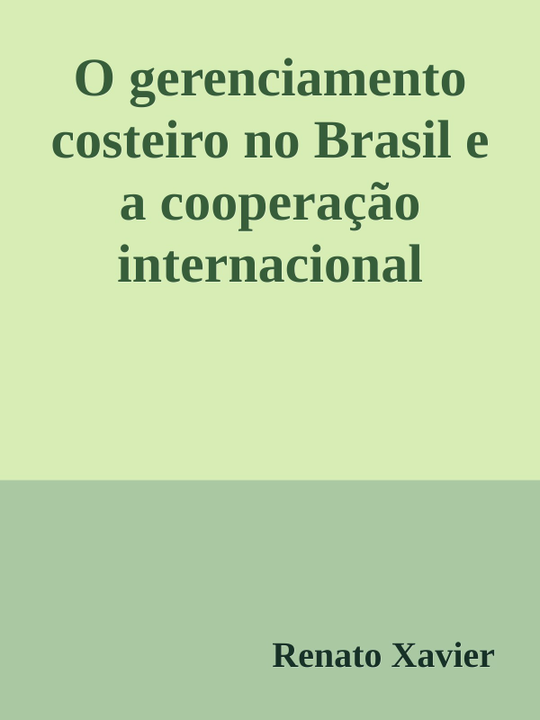 O gerenciamento
costeiro no Brasil e
a cooperação
internacional
Renato Xavier